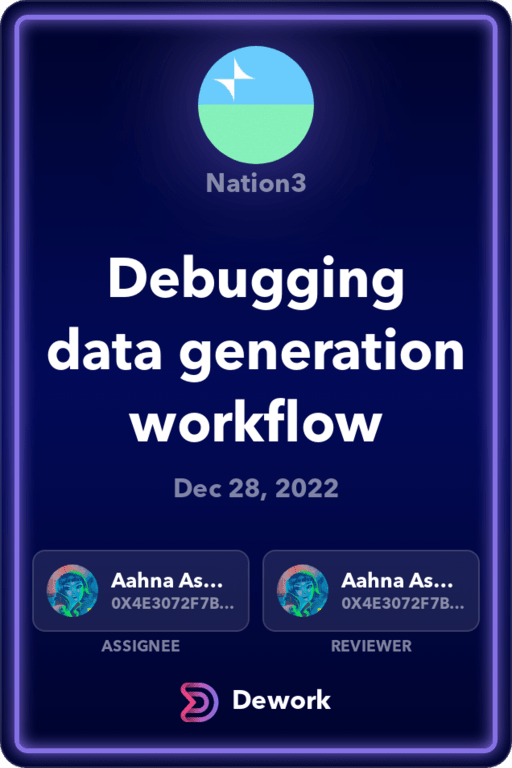 Nation3
Debugging
data generation
workflow
Dec 28, 2022
Aahna As...
0X4E3072F7B...
ASSIGNEE
Aahna As...
0X4E3072F7B...
REVIEWER
Dework